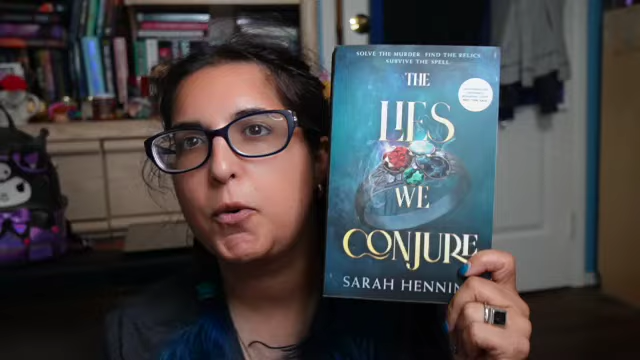 SOLVE THE MURDER. FIND THE RELICS.
SURVIVE THE SPELL.
THE
LIES
WE
CONJURE
SARAH HENNIN